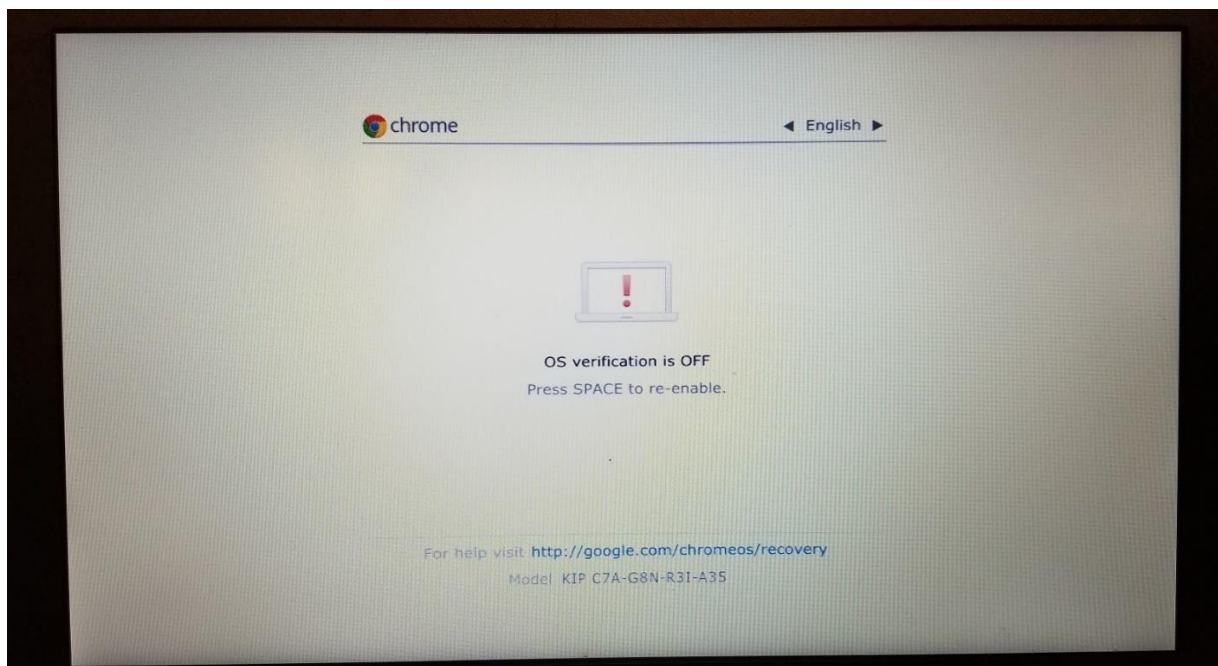 chrome
◀ English ▶
!
OS verification is OFF
Press SPACE to re-enable.
For help visit http://google.com/chromeos/recovery
Model KIP C7A-G8N-R3I-A35